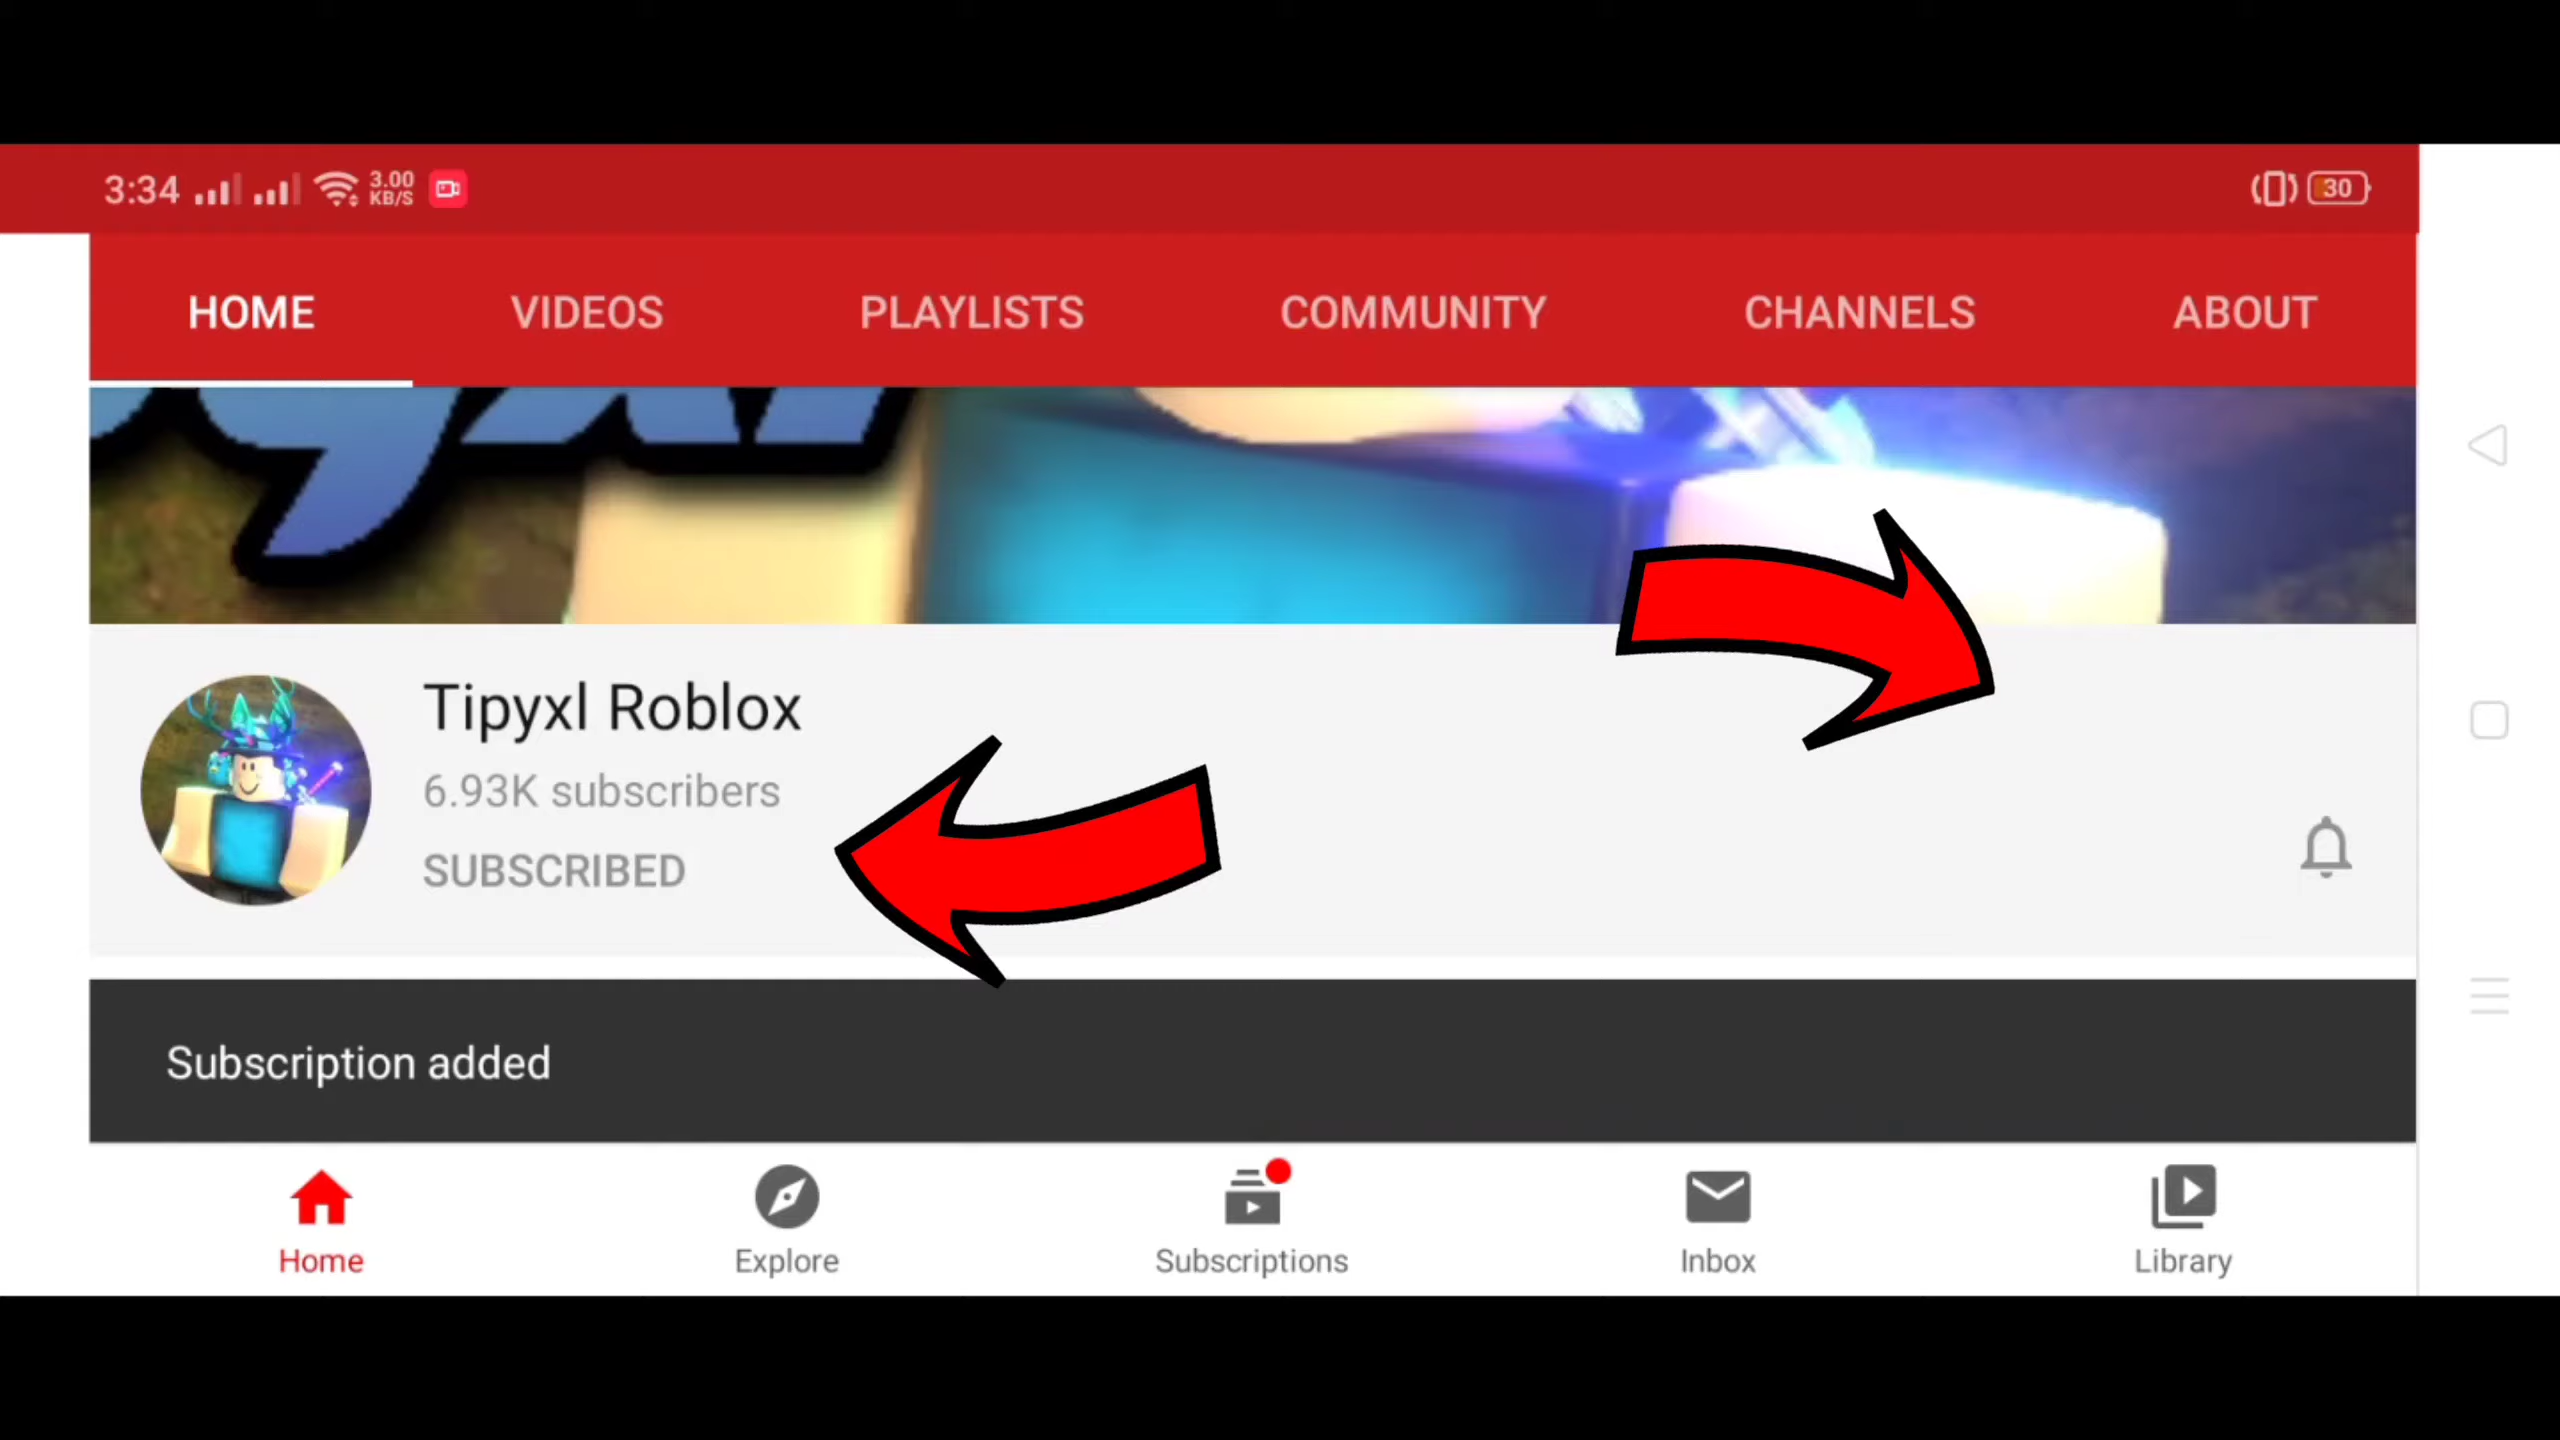 3:34 3.00 KB/S 30
HOME VIDEOS PLAYLISTS COMMUNITY CHANNELS ABOUT
Tipyxl Roblox
6.93K subscribers
SUBSCRIBED
Subscription added
Home Explore Subscriptions Inbox Library